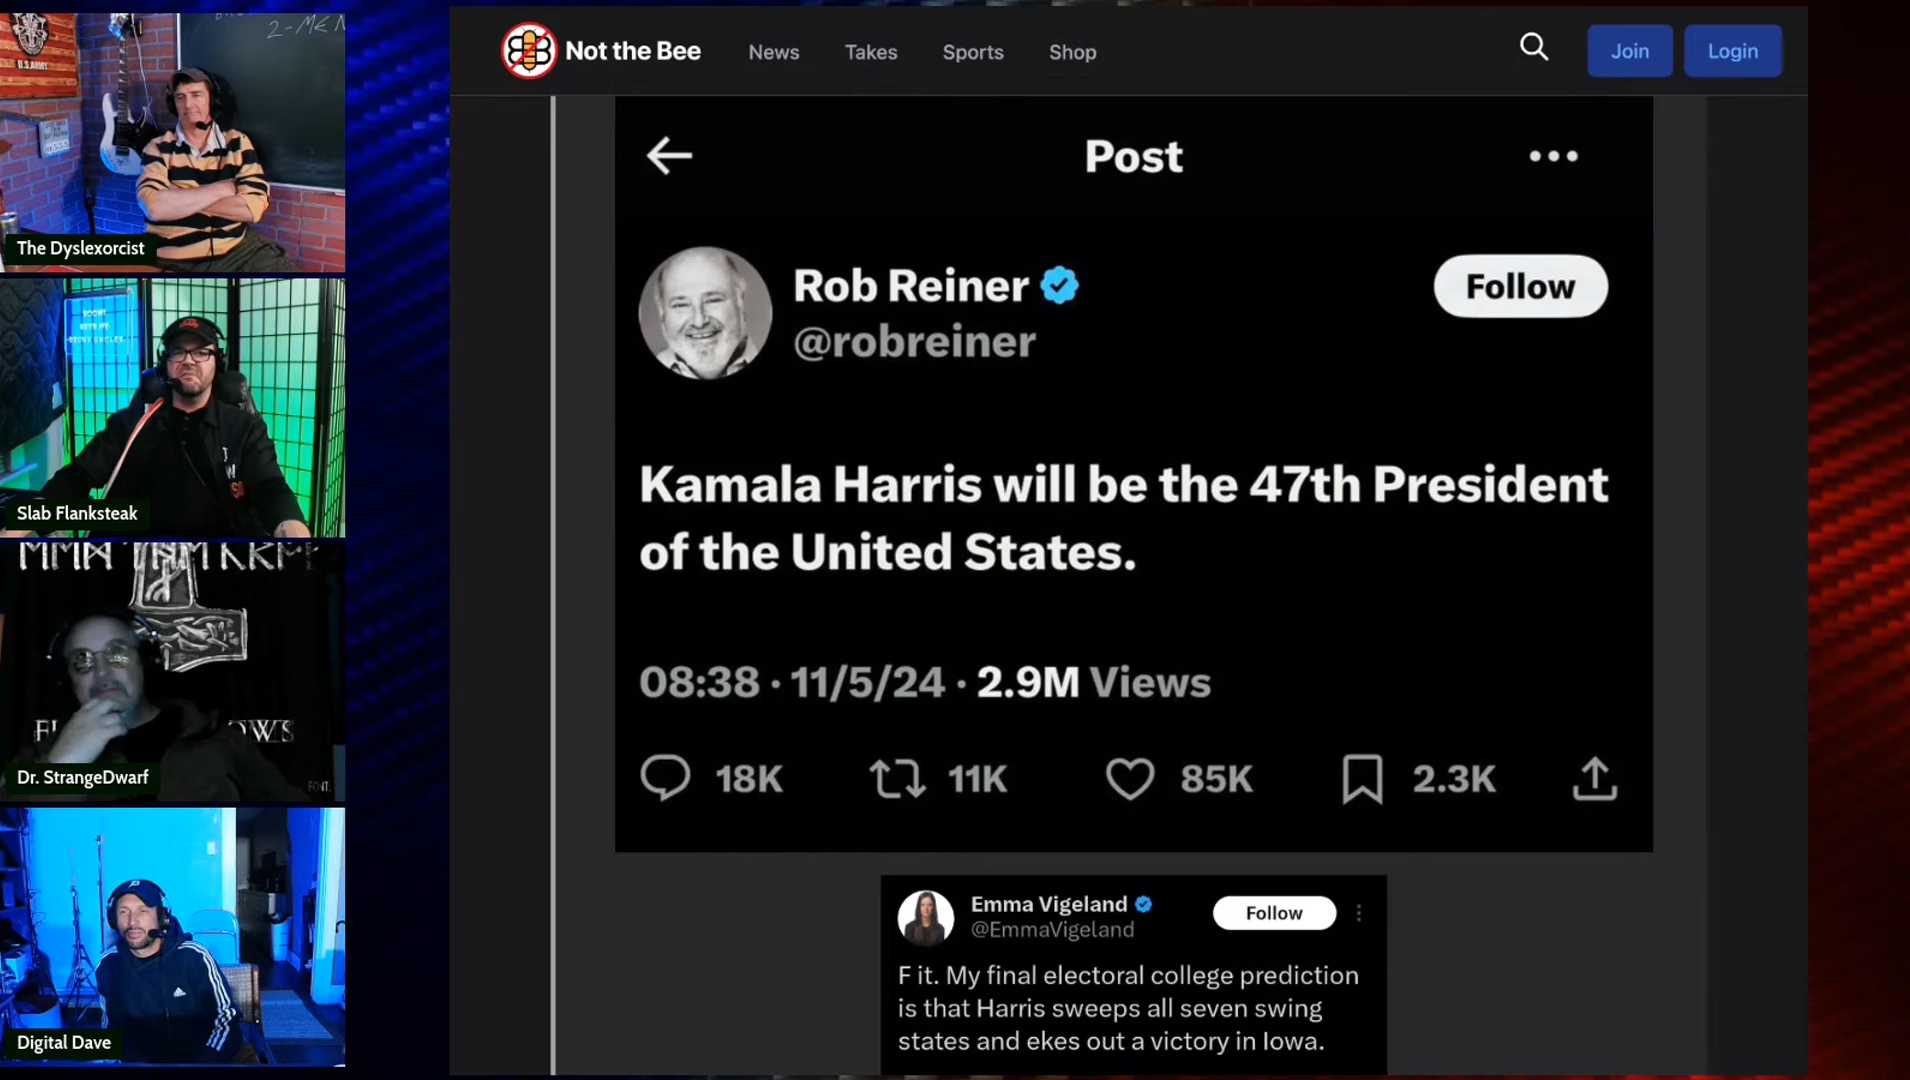 U.S. ARMY
2-MEN
The Dyslexorcist
Slab Flanksteak
Dr. StrangeDwarf
Digital Dave
Not the Bee
News
Takes
Sports
Shop
Join
Login
Post
Rob Reiner
@robreiner
Follow
Kamala Harris will be the 47th President
of the United States.
08:38 · 11/5/24 · 2.9M Views
18K
11K
85K
2.3K
Emma Vigeland
@EmmaVigeland
Follow
F it. My final electoral college prediction
is that Harris sweeps all seven swing
states and ekes out a victory in Iowa.